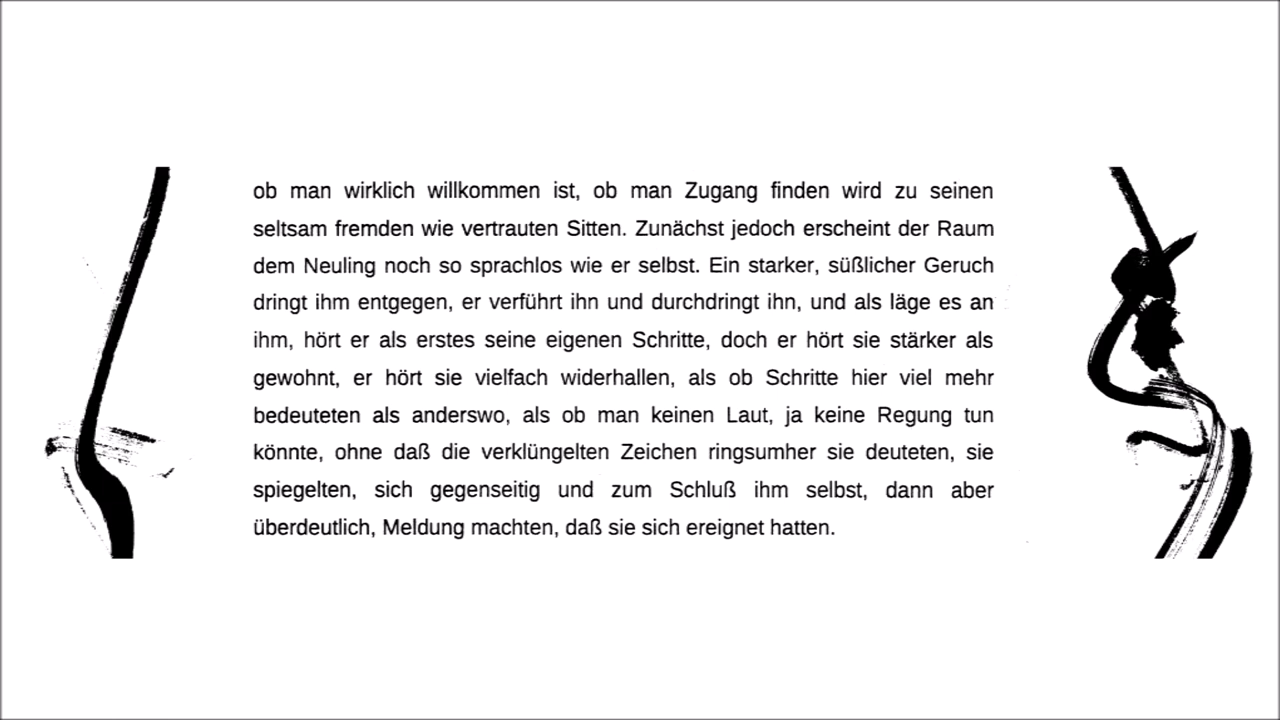 ob man wirklich willkommen ist, ob man Zugang finden wird zu seinen
seltsam fremden wie vertrauten Sitten. Zunächst jedoch erscheint der Raum
dem Neuling noch so sprachlos wie er selbst. Ein starker, süßlicher Geruch
dringt ihm entgegen, er verführt ihn und durchdringt ihn, und als läge es an
ihm, hört er als erstes seine eigenen Schritte, doch er hört sie stärker als
gewohnt, er hört sie vielfach widerhallen, als ob Schritte hier viel mehr
bedeuteten als anderswo, als ob man keinen Laut, ja keine Regung tun
könnte, ohne daß die verklüngelten Zeichen ringsumher sie deuteten, sie
spiegelten, sich gegenseitig und zum Schluß ihm selbst, dann aber
überdeutlich, Meldung machten, daß sie sich ereignet hatten.